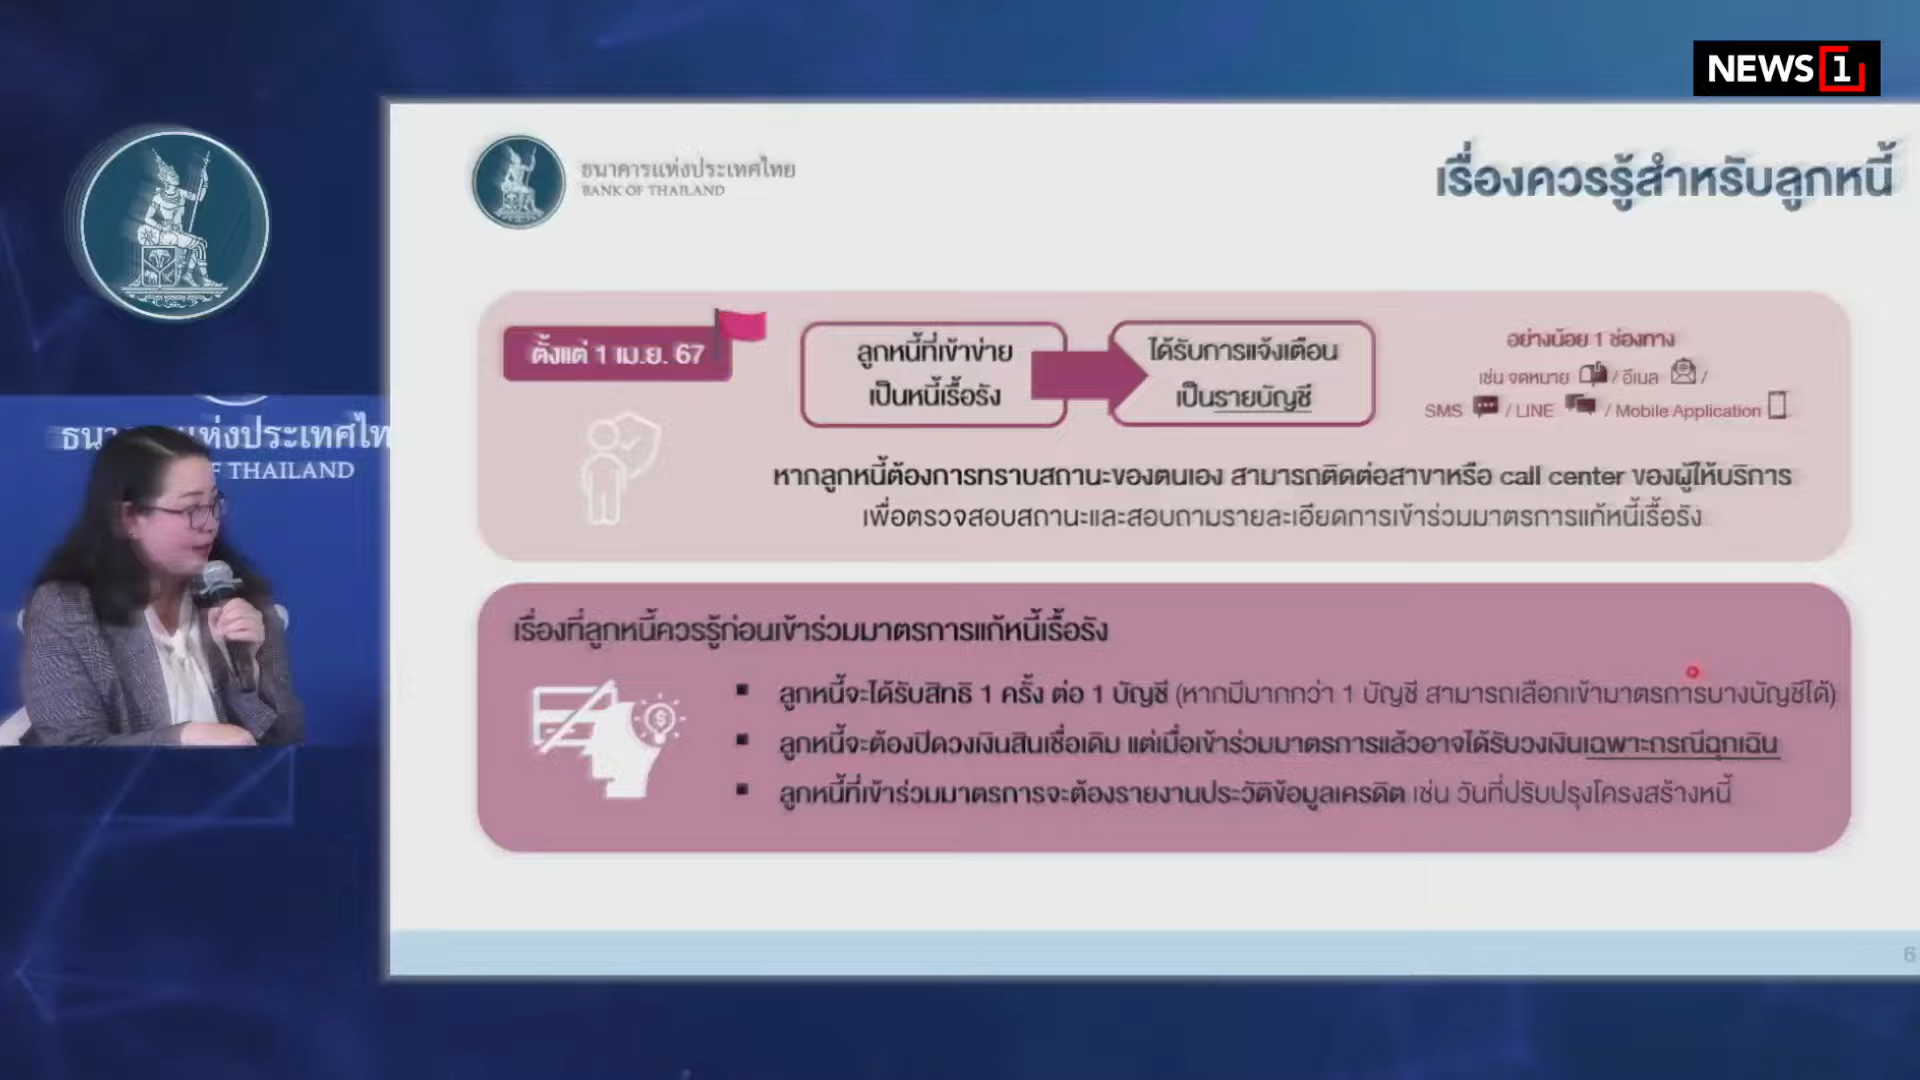 NEWS 1
ธนาคารแห่งประเทศไทย
BANK OF THAILAND
เรื่องควรรู้สำหรับลูกหนี้
ตั้งแต่ 1 เม.ย. 67
ลูกหนี้ที่เข้าข่าย
เป็นหนี้เรื้อรัง
ได้รับการแจ้งเตือน
เป็นรายบัญชี
อย่างน้อย 1 ช่องทาง
เช่น จดหมาย / อีเมล /
SMS / LINE / Mobile Application
หากลูกหนี้ต้องการทราบสถานะของตนเอง สามารถติดต่อสาขาหรือ call center ของผู้ให้บริการ
เพื่อตรวจสอบสถานะและสอบถามรายละเอียดการเข้าร่วมมาตรการแก้หนี้เรื้อรัง
เรื่องที่ลูกหนี้ควรรู้ก่อนเข้าร่วมมาตรการแก้หนี้เรื้อรัง
▪ ลูกหนี้จะได้รับสิทธิ 1 ครั้ง ต่อ 1 บัญชี (หากมีมากกว่า 1 บัญชี สามารถเลือกเข้ามาตรการบางบัญชีได้)
▪ ลูกหนี้จะต้องปิดวงเงินสินเชื่อเดิม แต่เมื่อเข้าร่วมมาตรการแล้วอาจได้รับวงเงินเฉพาะกรณีฉุกเฉิน
▪ ลูกหนี้ที่เข้าร่วมมาตรการจะต้องรายงานประวัติข้อมูลเครดิต เช่น วันที่ปรับปรุงโครงสร้างหนี้
6
ธนา แห่งประเทศไท
F THAILAND